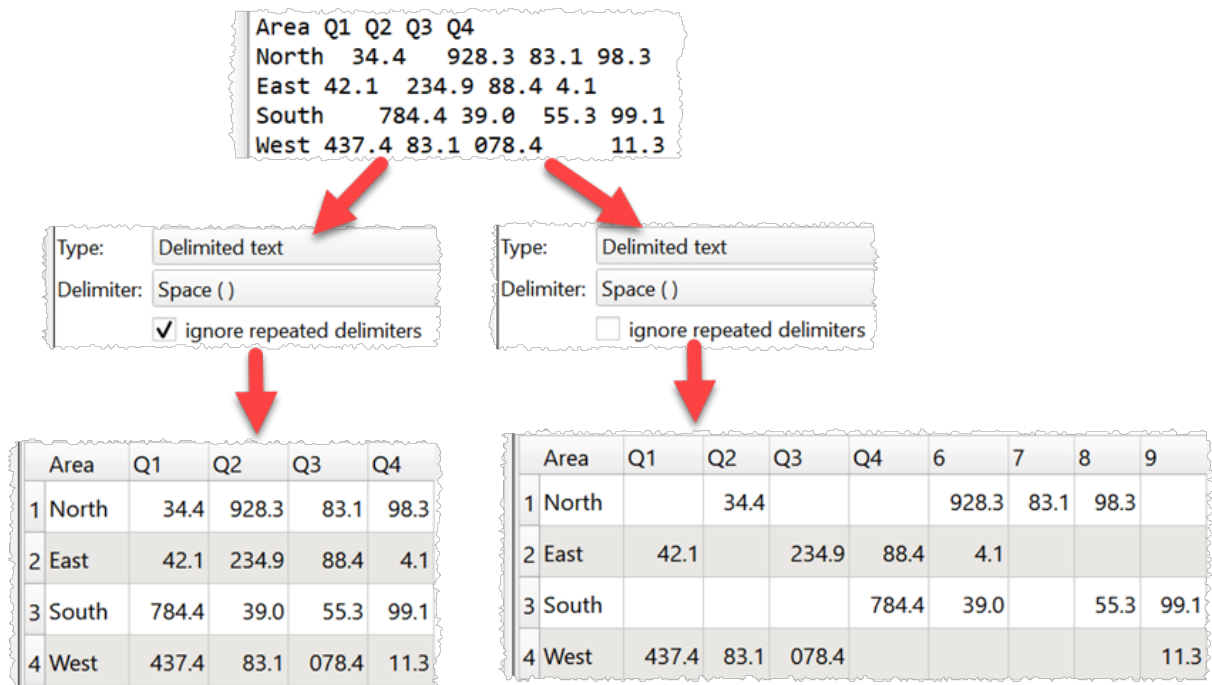 Area Q1 Q2 Q3 Q4
North  34.4   928.3 83.1 98.3
East 42.1  234.9 88.4 4.1
South    784.4 39.0  55.3 99.1
West 437.4 83.1 078.4     11.3
Type: Delimited text
Delimiter: Space ( )
ignore repeated delimiters
Type: Delimited text
Delimiter: Space ( )
ignore repeated delimiters
Area Q1 Q2 Q3 Q4
1 North 34.4 928.3 83.1 98.3
2 East 42.1 234.9 88.4 4.1
3 South 784.4 39.0 55.3 99.1
4 West 437.4 83.1 078.4 11.3
Area Q1 Q2 Q3 Q4 6 7 8 9
1 North 34.4 928.3 83.1 98.3
2 East 42.1 234.9 88.4 4.1
3 South 784.4 39.0 55.3 99.1
4 West 437.4 83.1 078.4 11.3